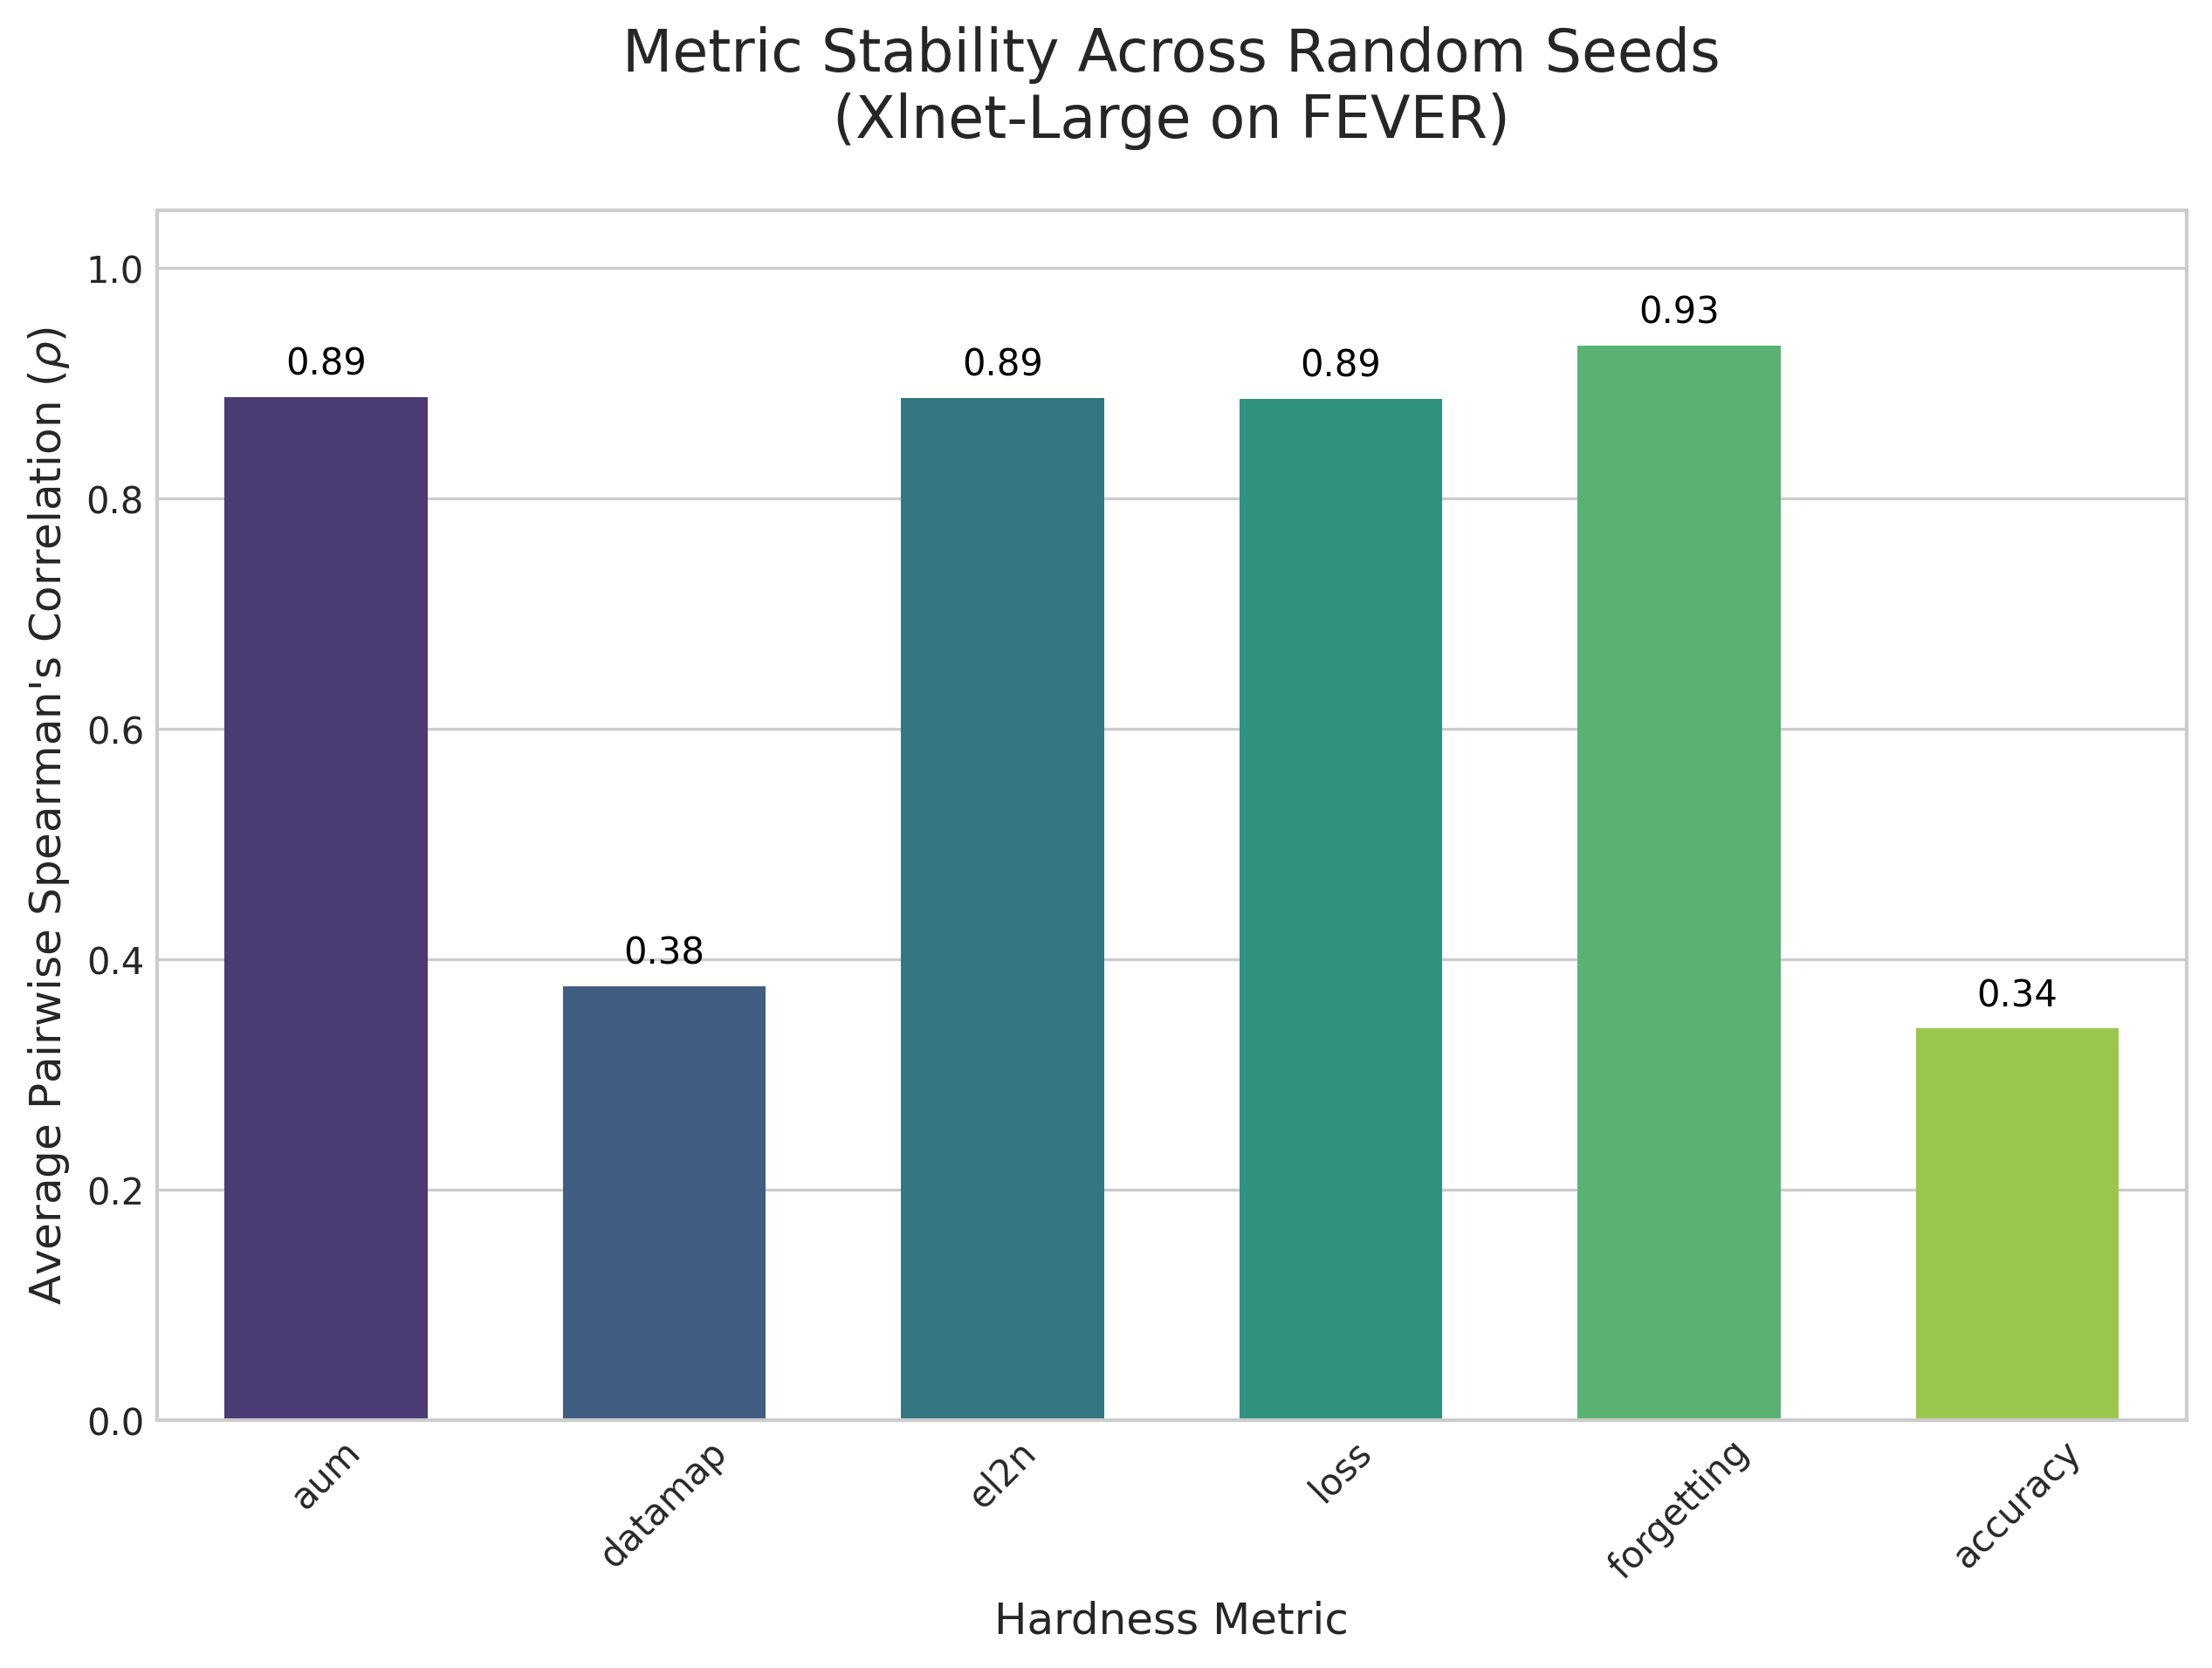 Metric Stability Across Random Seeds
(Xlnet-Large on FEVER)
Average Pairwise Spearman's Correlation (ρ)
1.0
0.8
0.6
0.4
0.2
0.0
0.89
0.38
0.89
0.89
0.93
0.34
aum
datamap
el2n
loss
forgetting
accuracy
Hardness Metric